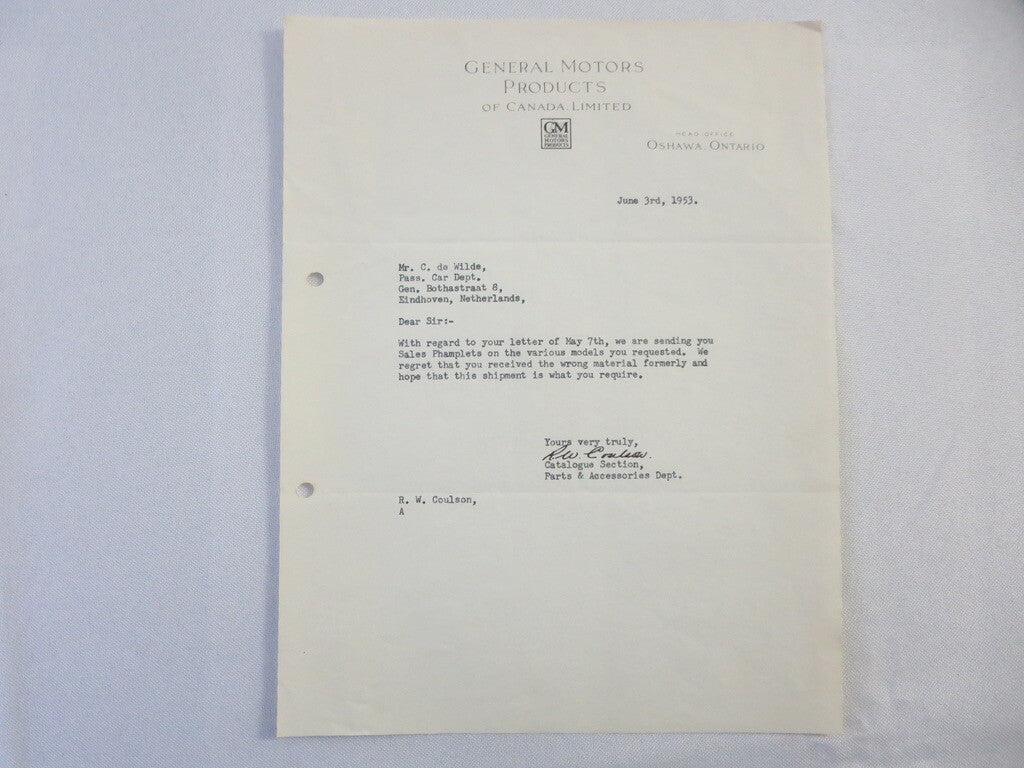 GENERAL MOTORS
PRODUCTS
OF CANADA, LIMITED
GM
GENERAL
MOTORS
PRODUCTS
HEAD OFFICE
OSHAWA, ONTARIO
June 3rd, 1953.
Mr. C. de Wilde,
Pass. Car Dept.
Gen. Bothastraat 8,
Eindhoven, Netherlands,
Dear Sir:-
With regard to your letter of May 7th, we are sending you
Sales Phamplets on the various models you requested. We
regret that you received the wrong material formerly and
hope that this shipment is what you require.
Yours very truly,
R.W. Coulson.
Catalogue Section,
Parts & Accessories Dept.
R. W. Coulson,
A